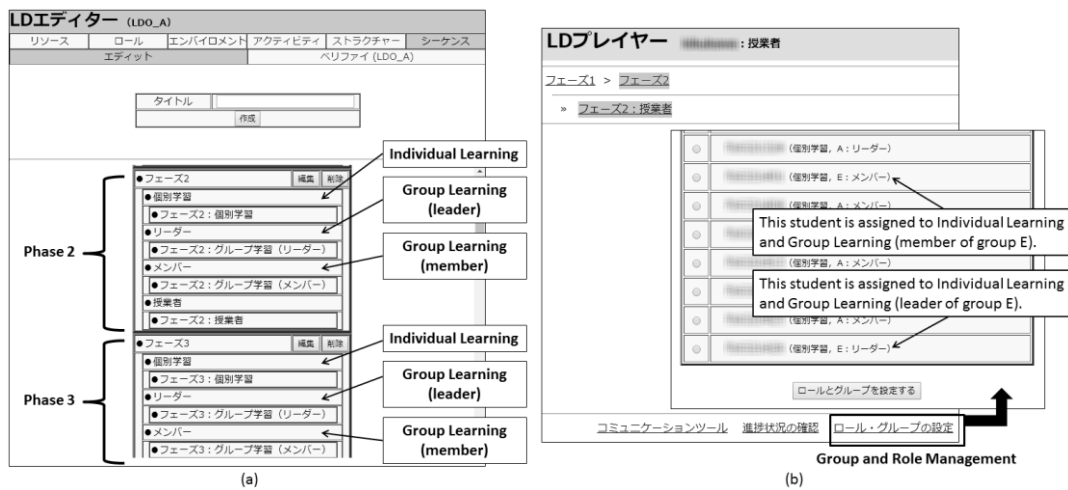 LDエディター (LDO_A)
リソース ロール エンバイロメント アクティビティ ストラクチャー シーケンス
エディット ベリファイ (LDO_A)
タイトル
作成
Phase 2
●フェーズ2 編集 削除
●個別学習
●フェーズ2：個別学習
●リーダー
●フェーズ2：グループ学習（リーダー）
●メンバー
●フェーズ2：グループ学習（メンバー）
●授業者
●フェーズ2：授業者
Phase 3
●フェーズ3 編集 削除
●個別学習
●フェーズ3：個別学習
●リーダー
●フェーズ3：グループ学習（リーダー）
●メンバー
●フェーズ3：グループ学習（メンバー）
Individual Learning
Group Learning
(leader)
Group Learning
(member)
Individual Learning
Group Learning
(leader)
Group Learning
(member)
(a)
LDプレイヤー ：授業者
フェーズ1 > フェーズ2
» フェーズ2：授業者
（個別学習，A：リーダー）
（個別学習，E：メンバー）
（個別学習，A：メンバー）
This student is assigned to Individual Learning
and Group Learning (member of group E).
（個別学習，A：メンバー）
This student is assigned to Individual Learning
and Group Learning (leader of group E).
（個別学習，A：メンバー）
（個別学習，E：リーダー）
ロールとグループを設定する
コミュニケーションツール 進捗状況の確認 ロール・グループの設定
Group and Role Management
(b)